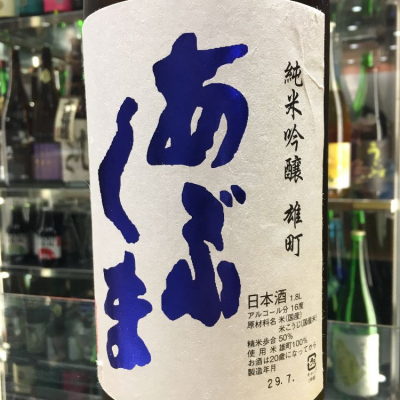 純米吟醸 雄町
あぶ
しま
日本酒 1.8L
アルコール分 16度
原材料名 米(国産)
米こうじ(国産米)
精米歩合 50%
使用米 雄町100%
お酒は20歳になってから
製造年月
29.7.